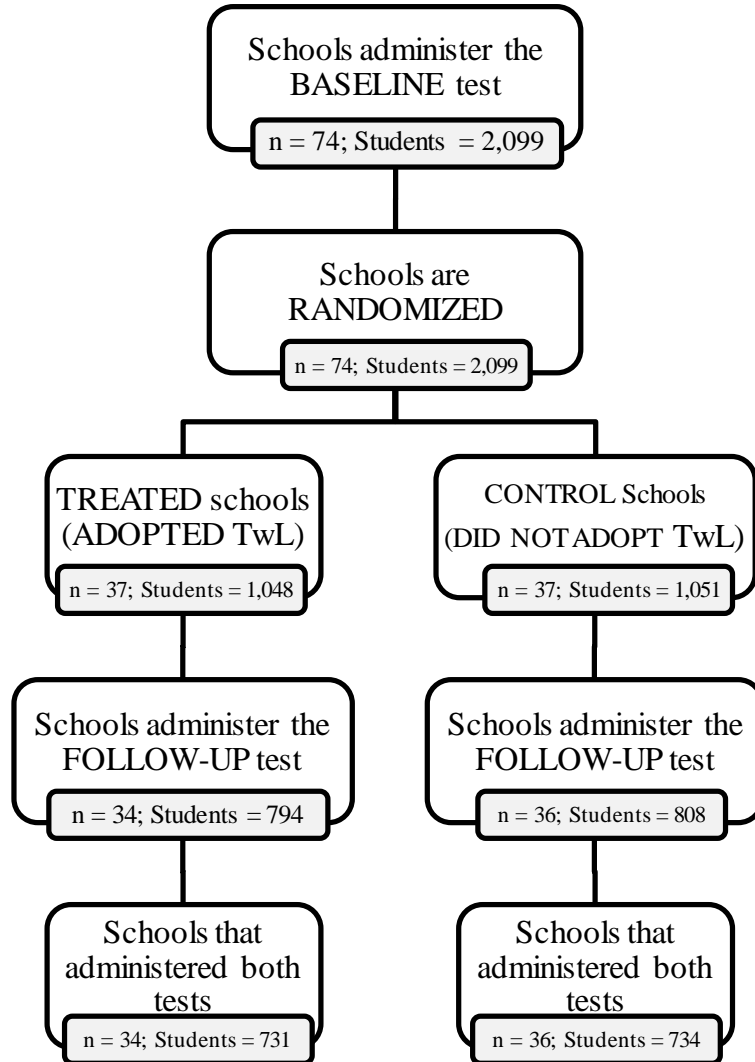 Schools administer the
BASELINE test
n = 74; Students = 2,099
Schools are
RANDOMIZED
n = 74; Students = 2,099
TREATED schools
(ADOPTED TwL)
n = 37; Students = 1,048
CONTROL Schools
(DID NOT ADOPT TwL)
n = 37; Students = 1,051
Schools administer the
FOLLOW-UP test
n = 34; Students = 794
Schools administer the
FOLLOW-UP test
n = 36; Students = 808
Schools that
administered both
tests
n = 34; Students = 731
Schools that
administered both
tests
n = 36; Students = 734